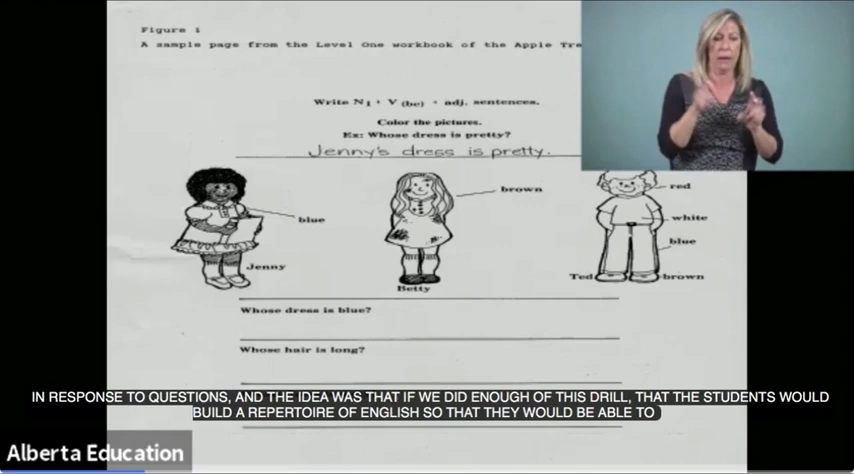 Figure 1
A sample page from the Level One workbook of the Apple Tre
Write N1 + V (be) + adj. sentences.
Color the pictures.
Ex: Whose dress is pretty?
Jenny's dress is pretty.
blue
Jenny
brown
Betty
red
white
blue
Ted
brown
Whose dress is blue?
Whose hair is long?
IN RESPONSE TO QUESTIONS, AND THE IDEA WAS THAT IF WE DID ENOUGH OF THIS DRILL, THAT THE STUDENTS WOULD
BUILD A REPERTOIRE OF ENGLISH SO THAT THEY WOULD BE ABLE TO
Alberta Education